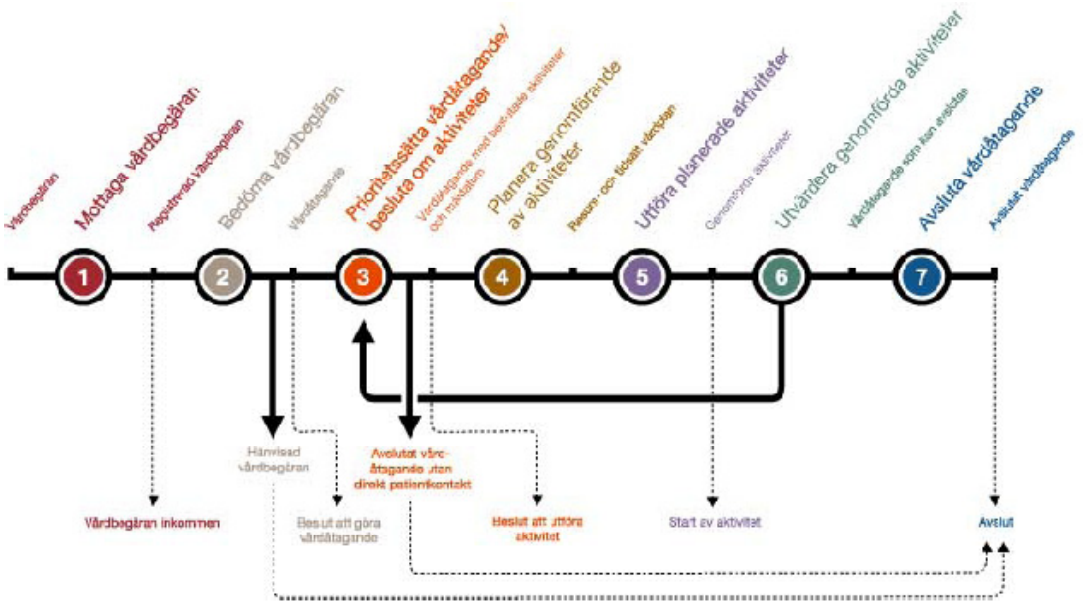 Vårdbegäran
Mottaga vårdbegäran
Registrerad vårdbegäran
Bedöma vårdbegäran
Vårdåtagande
Prioritetssätta vårdåtagande/
besluta om aktiviteter
Vårdåtagande med beslutade aktiviteter
och
Planera genomförande
av aktiviteter
Resurs- och tidsatt vårdplan
Utföra planerade aktiviteter
Genomförda aktiviteter
Utvärdera genomförda aktiviteter
Vårdåtagande som kan avslutas
Avsluta vårdåtagande
Avslutat vårdåtagande
1
2
3
4
5
6
7
Hänvisad
vårdbegäran
Avslutat vård-
åtagande utan
direkt patientkontakt
Vårdbegäran inkommen
Beslut att göra
vårdåtagande
Beslut att utföra
aktivitet
Start av aktivitet
Avslut